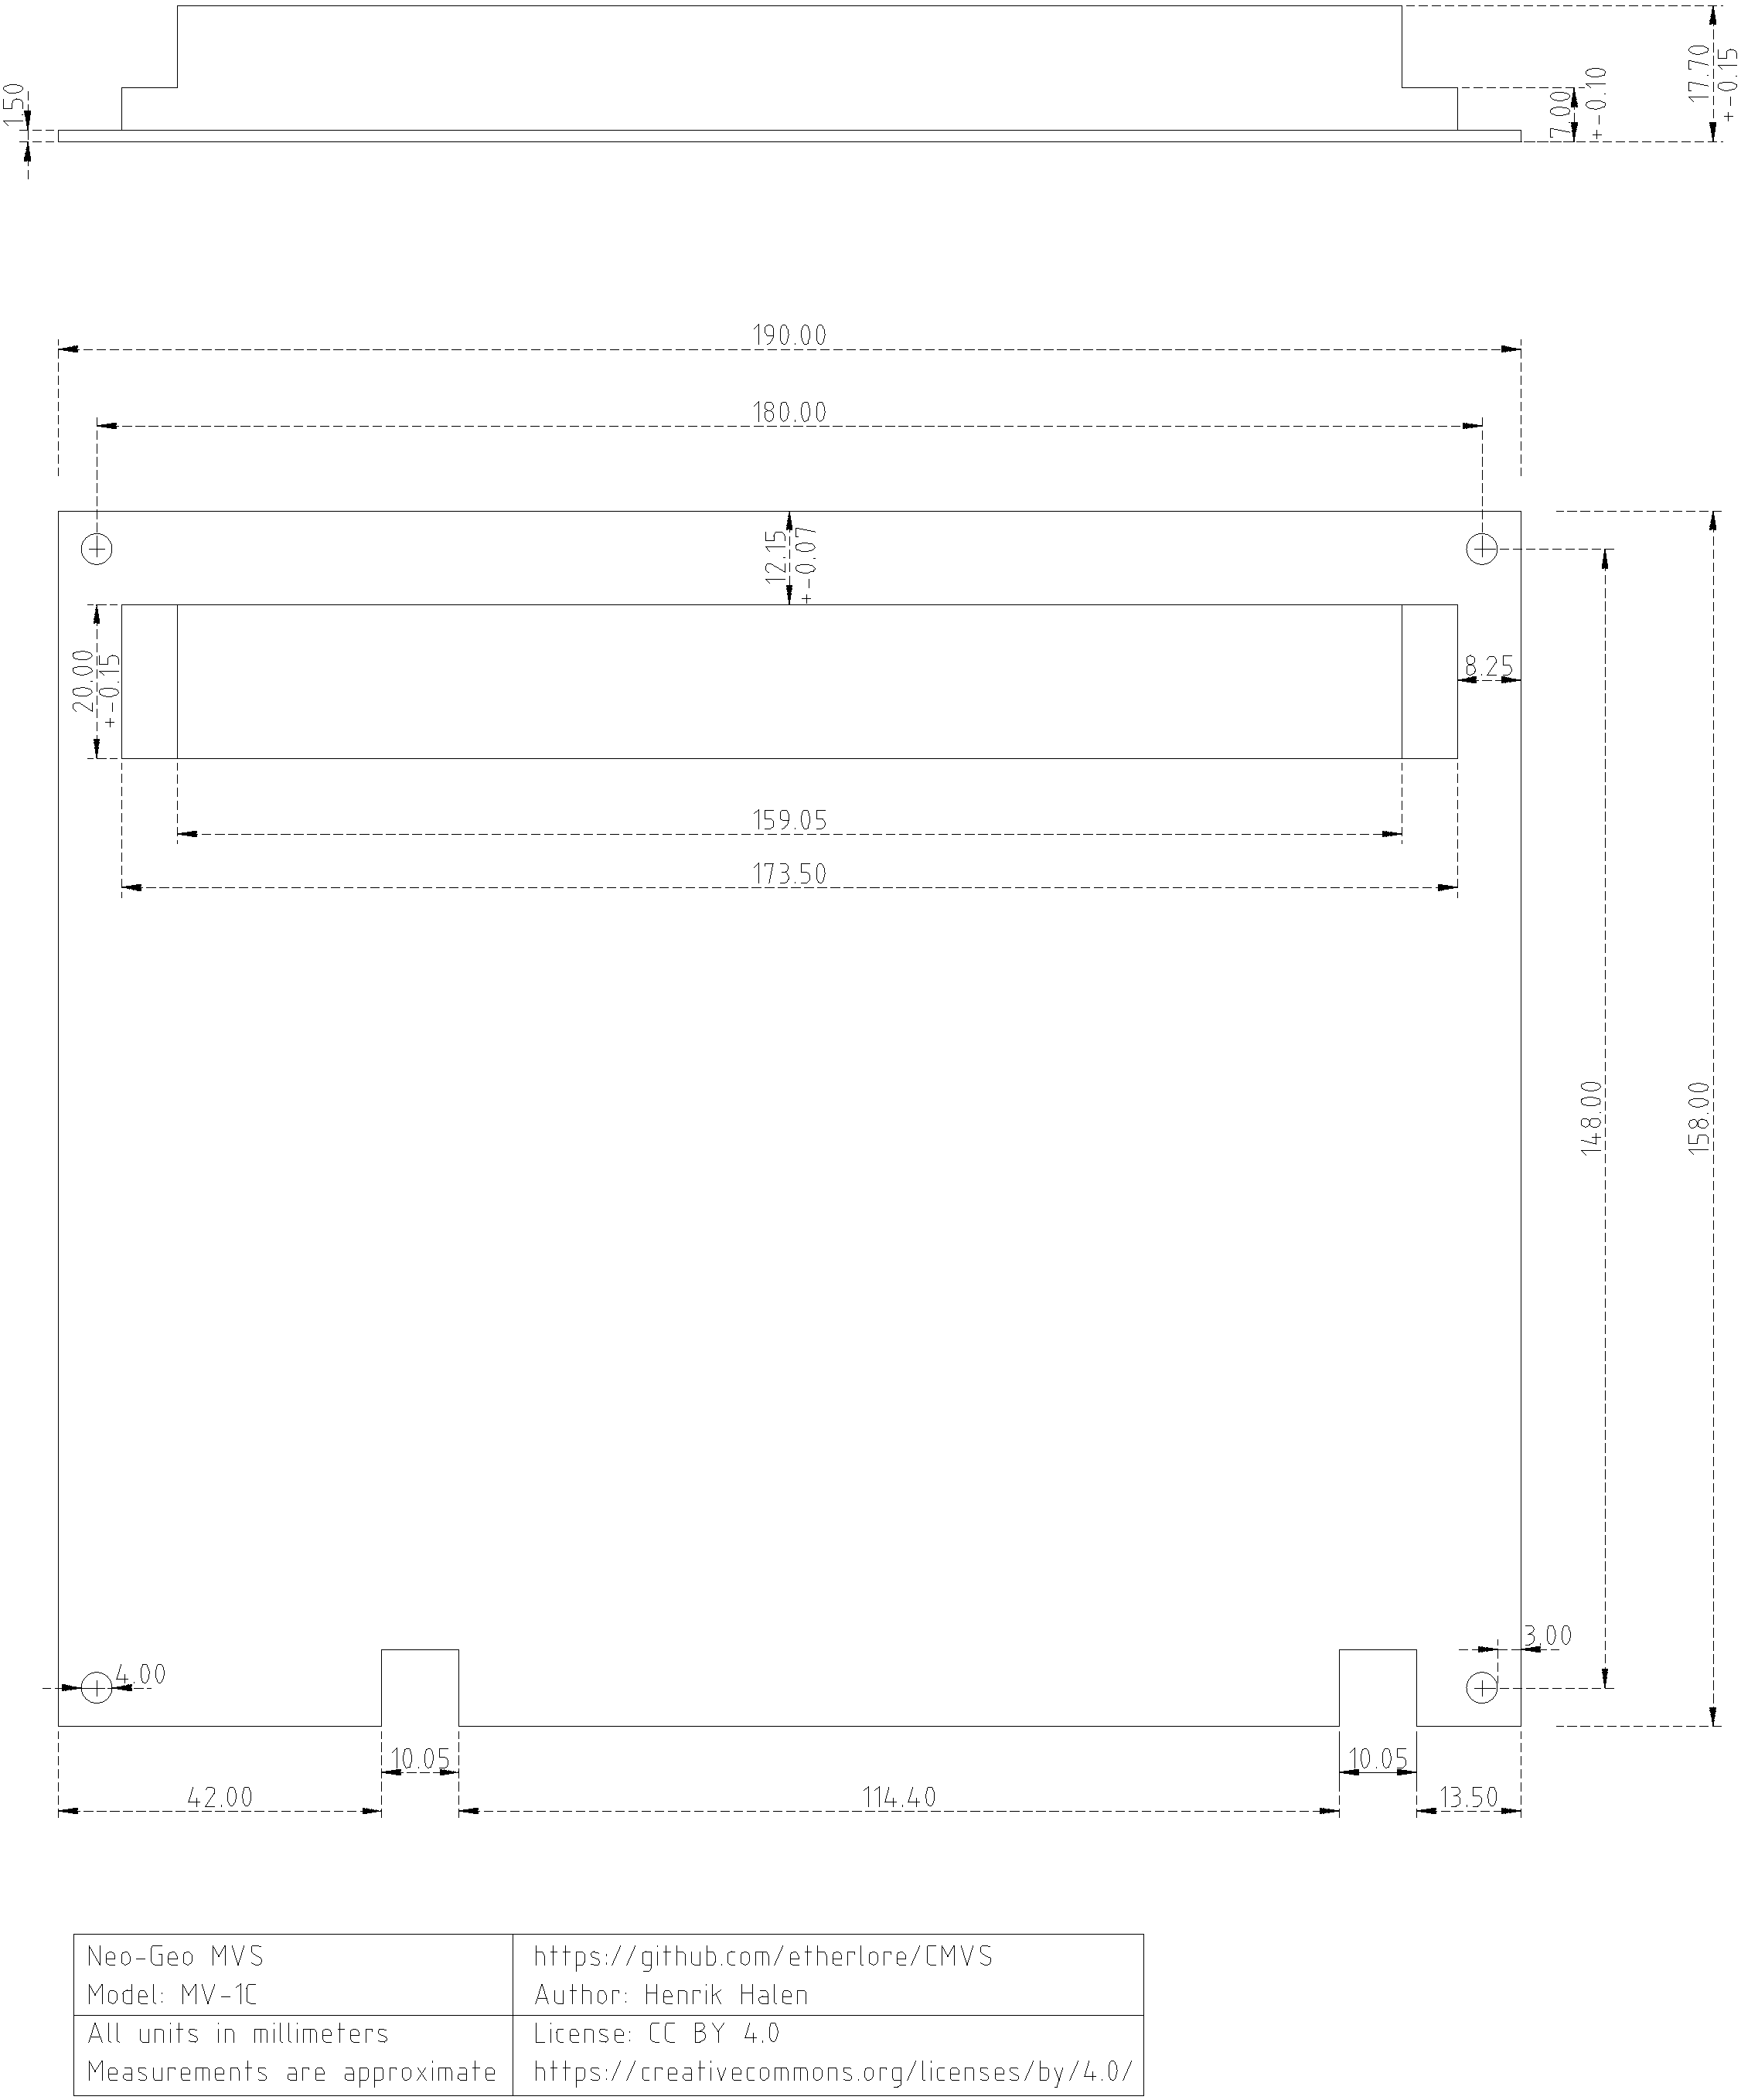 17.70
+-0.15
1.50
7.00
+-0.10
190.00
180.00
12.15
+-0.07
20.00
+-0.15
8.25
159.05
173.50
148.00
158.00
3.00
4.00
10.05
10.05
42.00
114.40
13.50
Neo-Geo MVS
Model: MV-1C
https://github.com/etherlore/CMVS
Author: Henrik Halen
All units in millimeters
Measurements are approximate
License: CC BY 4.0
https://creativecommons.org/licenses/by/4.0/